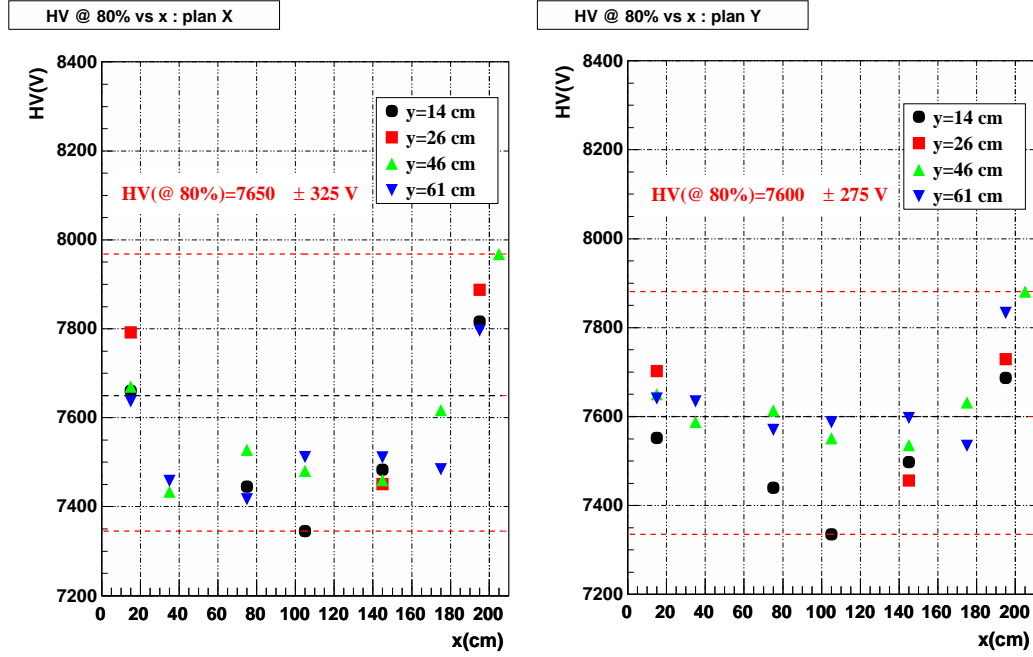 HV @ 80% vs x : plan X
HV(V)
8400
8200
8000
7800
7600
7400
7200
y=14 cm
y=26 cm
y=46 cm
y=61 cm
HV(@ 80%)=7650 ± 325 V
0 20 40 60 80 100 120 140 160 180 200
x(cm)
HV @ 80% vs x : plan Y
HV(V)
8400
8200
8000
7800
7600
7400
7200
y=14 cm
y=26 cm
y=46 cm
y=61 cm
HV(@ 80%)=7600 ± 275 V
0 20 40 60 80 100 120 140 160 180 200
x(cm)